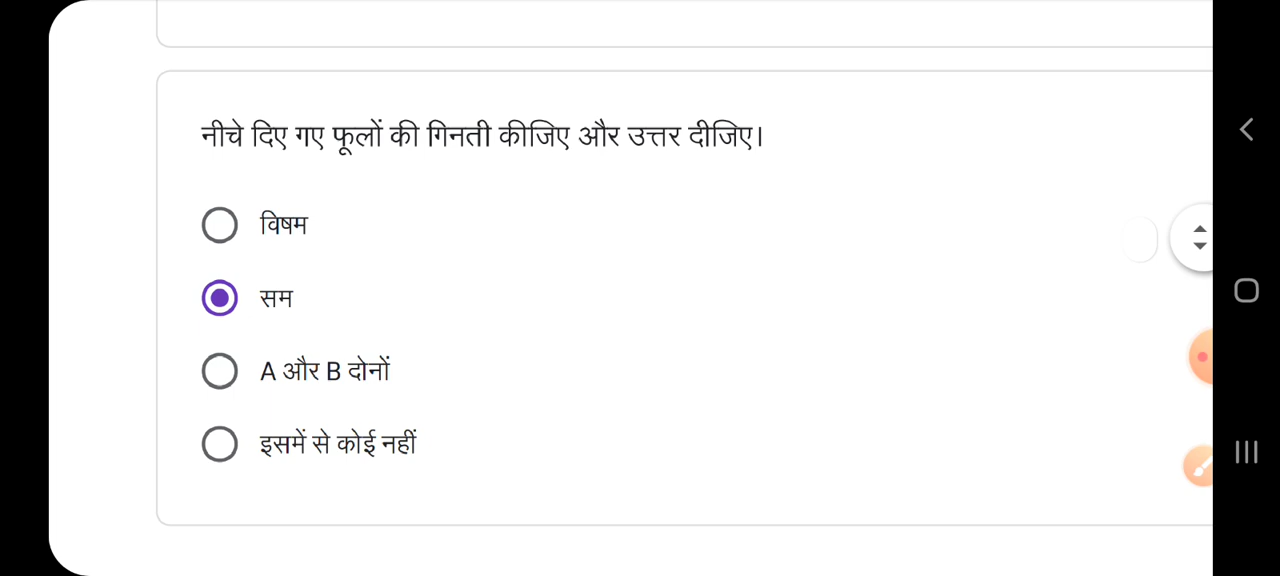 नीचे दिए गए फूलों की गिनती कीजिए और उत्तर दीजिए।
विषम
सम
A और B दोनों
इसमें से कोई नहीं